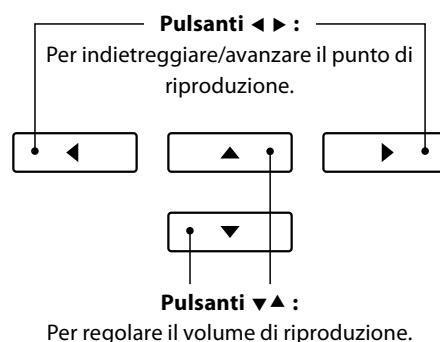 Pulsanti ◀ ▶ :
Per indietreggiare/avanzare il punto di
riproduzione.
◀ ▲ ▶
▼
Pulsanti ▼▲ :
Per regolare il volume di riproduzione.